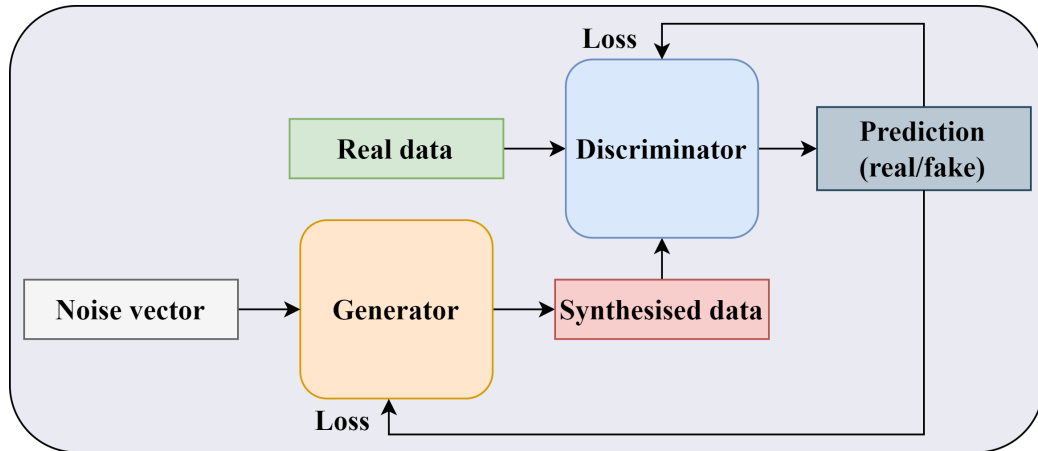 Loss
Real data
Discriminator
Prediction
(real/fake)
Noise vector
Generator
Synthesised data
Loss